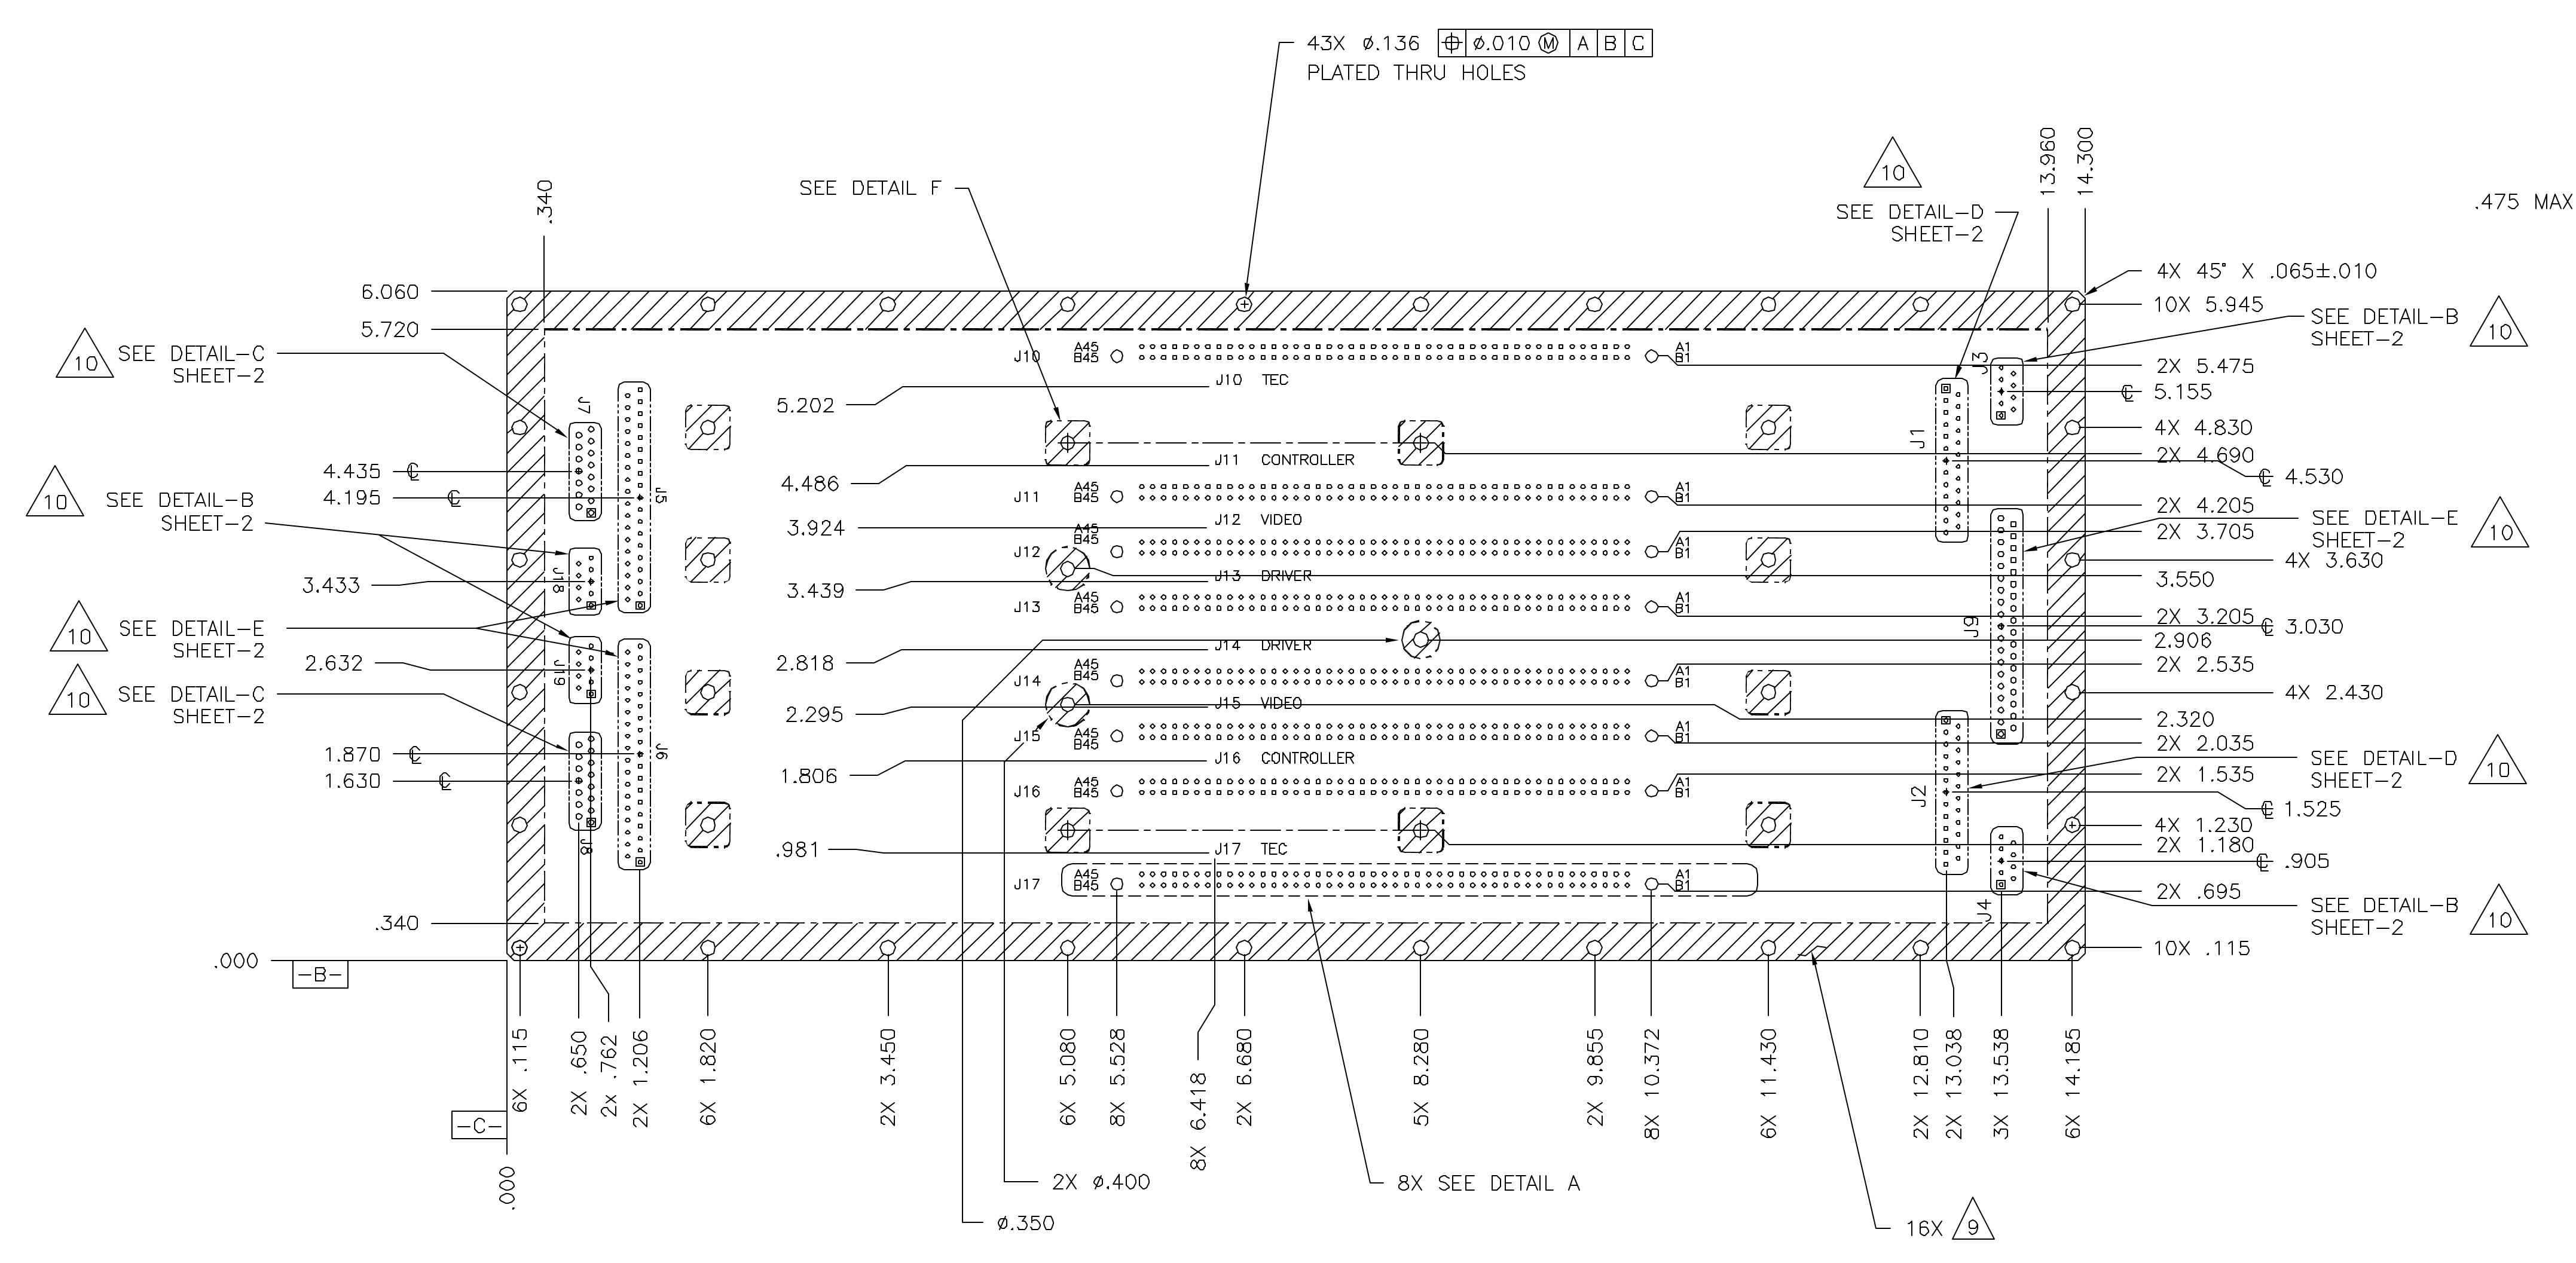 43X ø.136 ⌖ ø.010 Ⓜ A B C
PLATED THRU HOLES
SEE DETAIL F
10
SEE DETAIL-D
SHEET-2
.340
13.960
14.300
.475 MAX
4X 45° X .065±.010
6.060
10X 5.945
5.720
SEE DETAIL-B
SHEET-2
10
10
SEE DETAIL-C
SHEET-2
J10
A45
B45
A1
B1
J3
2X 5.475
J10 TEC
5.202
℄ 5.155
J7
4X 4.830
J1
2X 4.690
J11 CONTROLLER
4.435 ℄
℄ 4.530
4.486
4.195 ℄
J5
J11
A45
B45
A1
B1
2X 4.205
10
SEE DETAIL-B
SHEET-2
J12 VIDEO
3.924
SEE DETAIL-E
SHEET-2
10
2X 3.705
J12
A45
B45
A1
B1
4X 3.630
J18
3.433
J13 DRIVER
3.439
3.550
J13
A45
B45
A1
B1
2X 3.205
10
SEE DETAIL-E
SHEET-2
J9
℄ 3.030
2.906
J14 DRIVER
2.818
2.632
J19
2X 2.535
J14
A45
B45
A1
B1
10
SEE DETAIL-C
SHEET-2
4X 2.430
J15 VIDEO
2.295
2.320
J15
A45
B45
A1
B1
2X 2.035
1.870 ℄
J6
J16 CONTROLLER
1.806
SEE DETAIL-D
SHEET-2
10
2X 1.535
1.630 ℄
J16
A45
B45
A1
B1
J2
℄ 1.525
4X 1.230
J8
.981
J17 TEC
2X 1.180
℄ .905
J17
A45
B45
A1
B1
2X .695
J4
SEE DETAIL-B
SHEET-2
10
.340
10X .115
.000
-B-
-C-
.000
6X .115
2X .650
2x .762
2X 1.206
6X 1.820
2X 3.450
6X 5.080
8X 5.528
8X 6.418
2X 6.680
5X 8.280
2X 9.855
8X 10.372
6X 11.430
2X 12.810
2X 13.038
3X 13.538
6X 14.185
2X ø.400
8X SEE DETAIL A
ø.350
16X 9